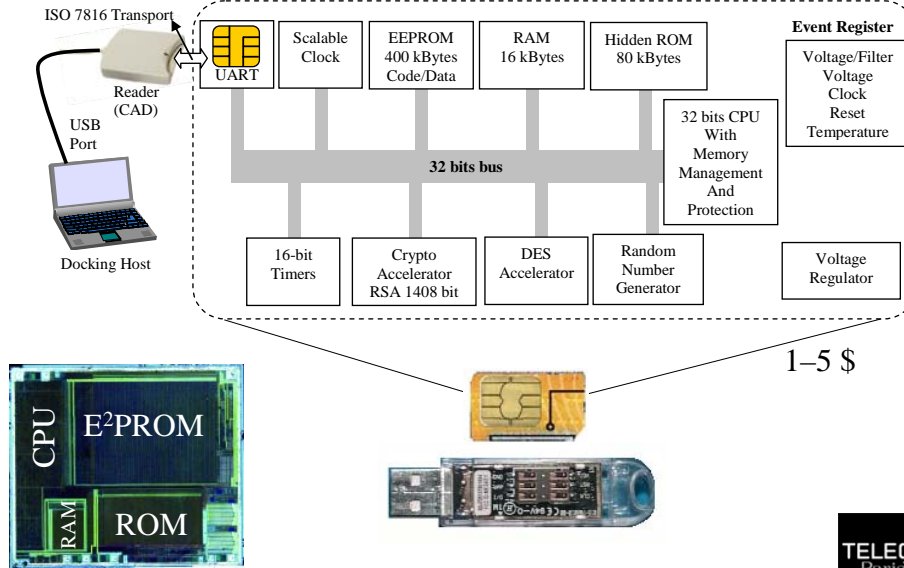 ISO 7816 Transport
Reader
(CAD)
USB
Port
Docking Host
UART
Scalable
Clock
EEPROM
400 kBytes
Code/Data
RAM
16 kBytes
Hidden ROM
80 kBytes
Event Register
Voltage/Filter
Voltage
Clock
Reset
Temperature
32 bits CPU
With
Memory
Management
And
Protection
32 bits bus
16-bit
Timers
Crypto
Accelerator
RSA 1408 bit
DES
Accelerator
Random
Number
Generator
Voltage
Regulator
1–5 $
CPU
E²PROM
RAM
ROM
TELEC
Paris